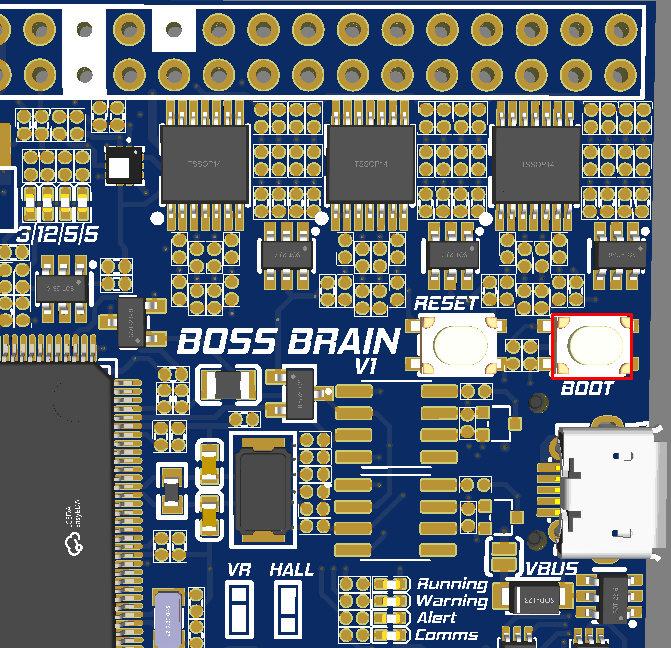 TSSOP14
TSSOP14
TSSOP14
3|12|5|5
RESET
BOSS BRAIN
V1
BOOT
VR
HALL
VBUS
Running
Warning
Alert
Comms